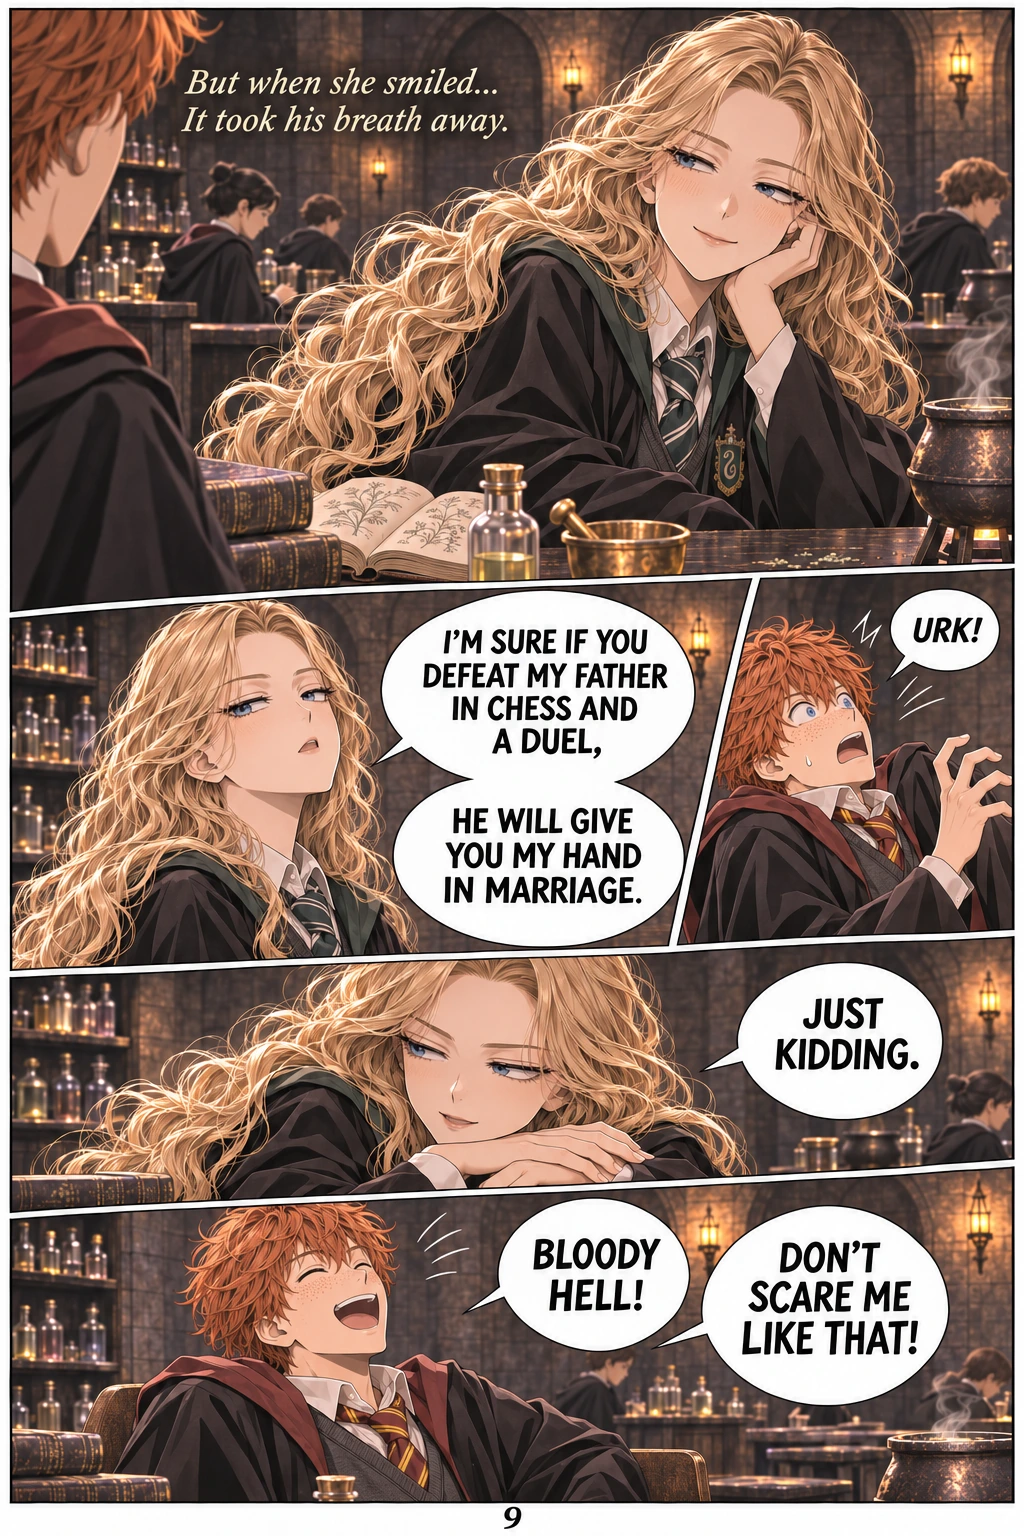 But when she smiled...
It took his breath away.
I'M SURE IF YOU
DEFEAT MY FATHER
IN CHESS AND
A DUEL,
HE WILL GIVE
YOU MY HAND
IN MARRIAGE.
URK!
JUST
KIDDING.
BLOODY
HELL!
DON'T
SCARE ME
LIKE THAT!
9